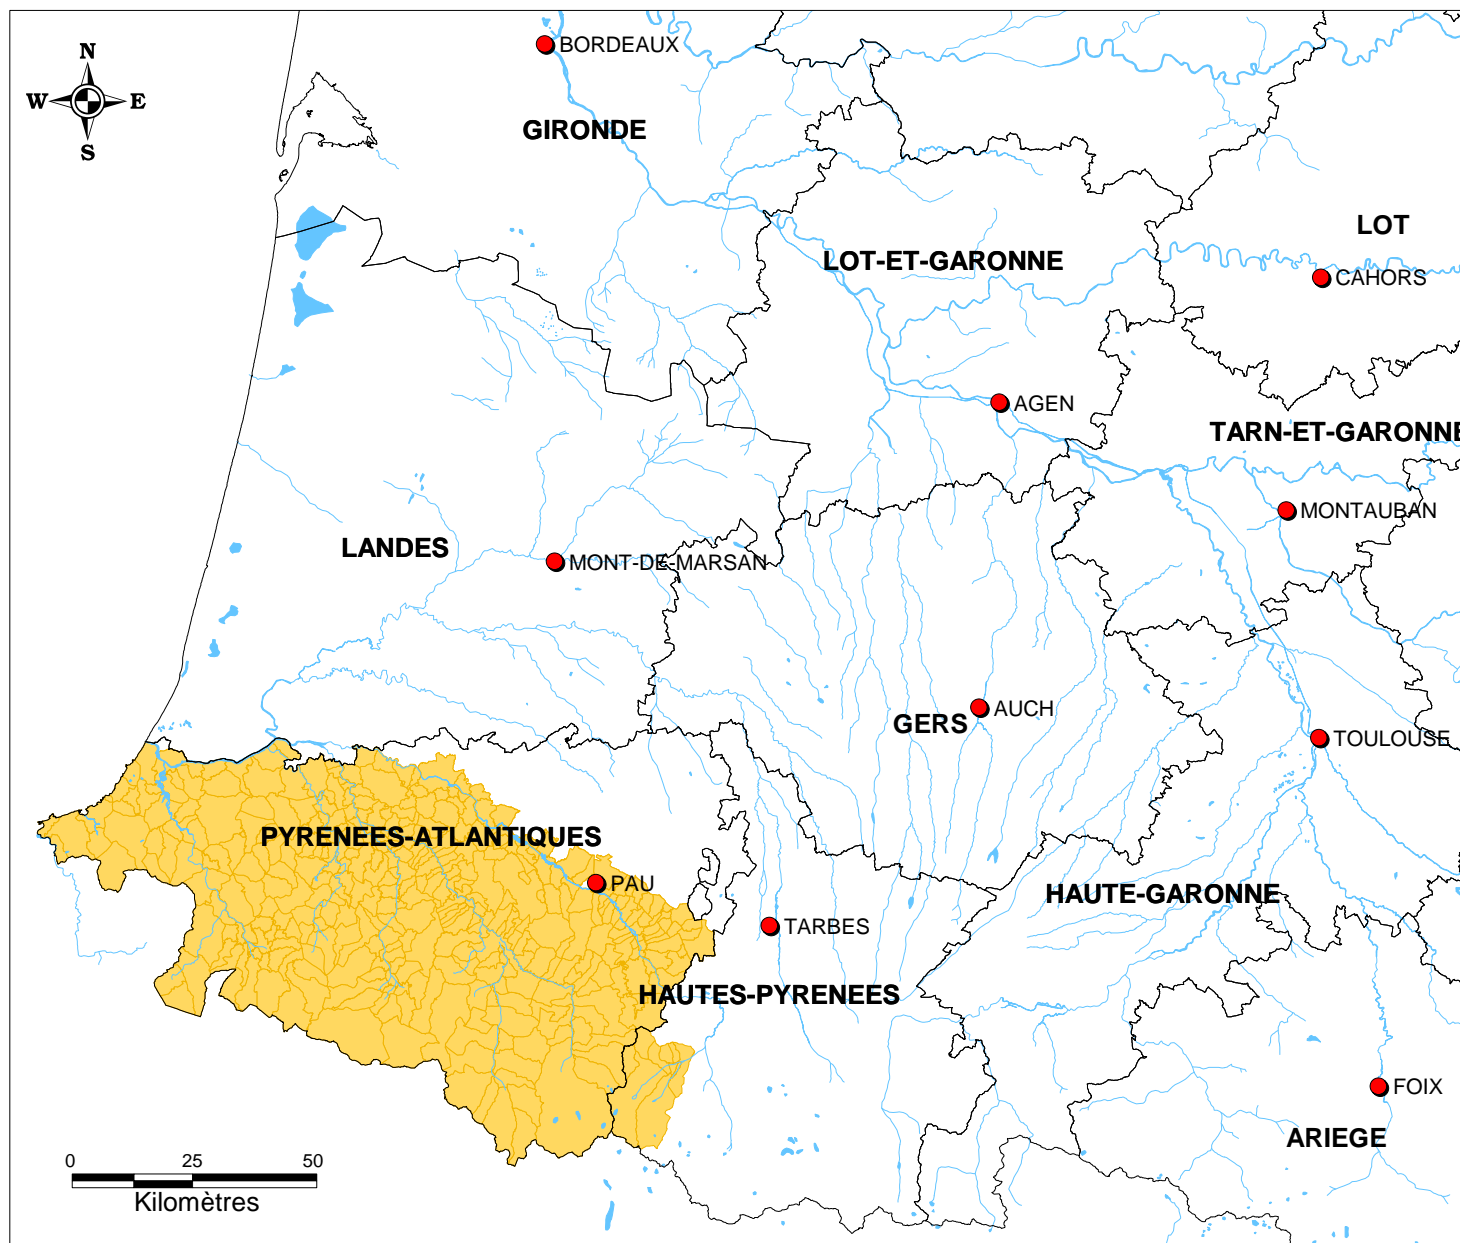 BORDEAUX
N
W E
S
GIRONDE
LOT
LOT-ET-GARONNE
CAHORS
AGEN
TARN-ET-GARONNE
MONTAUBAN
LANDES
MONT-DE-MARSAN
AUCH
GERS
TOULOUSE
PYRENEES-ATLANTIQUES
PAU
HAUTE-GARONNE
TARBES
HAUTES-PYRENEES
FOIX
ARIEGE
0 25 50
Kilomètres